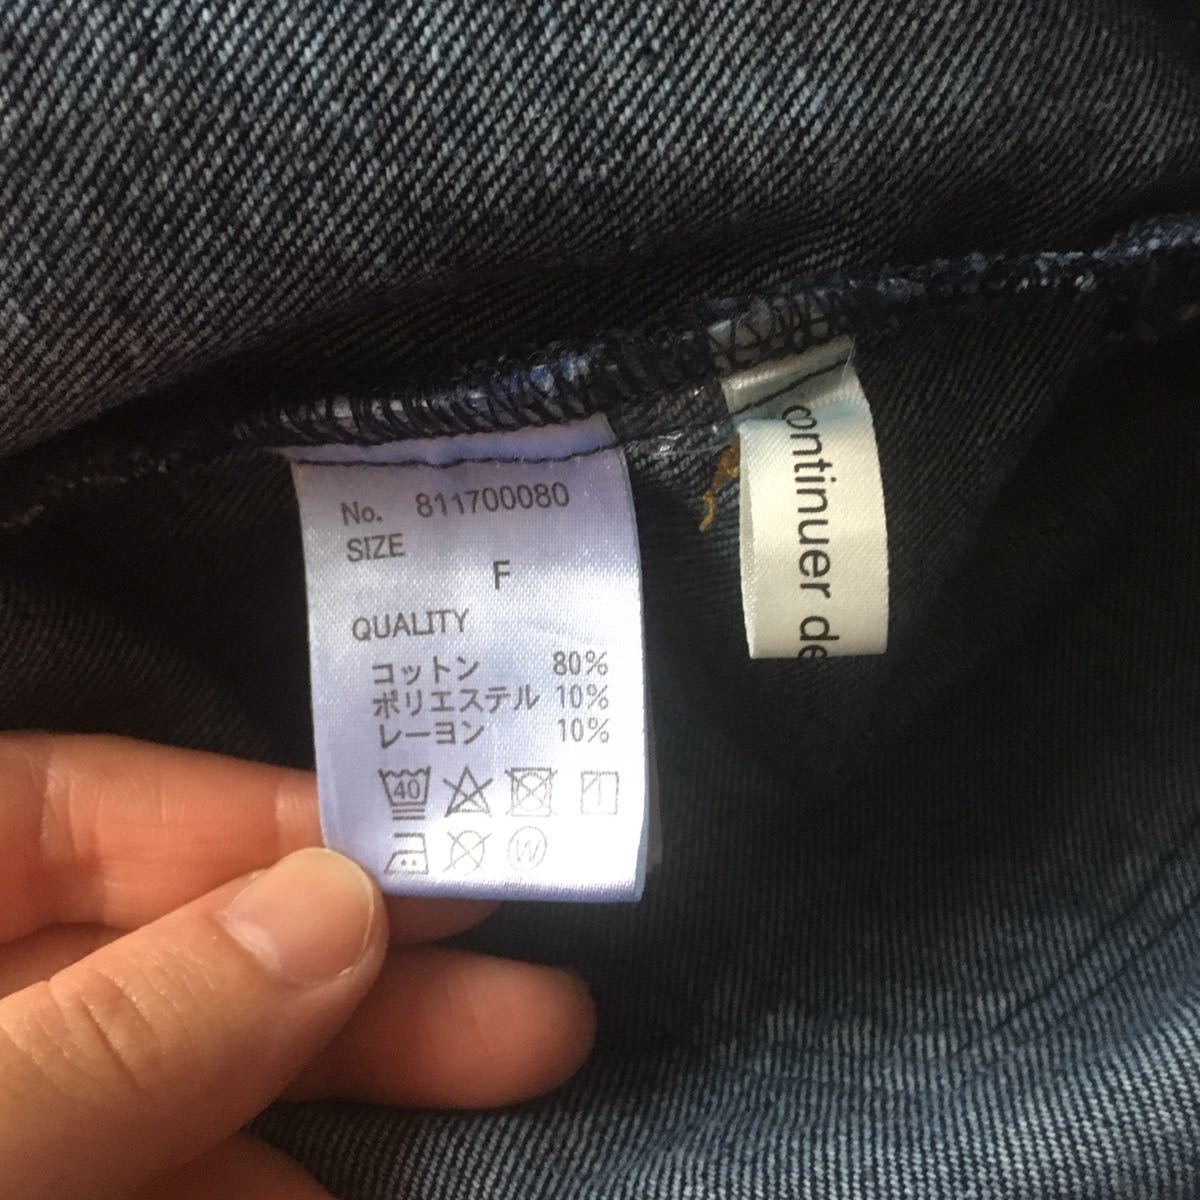 No. 811700080
SIZE
F
QUALITY
コットン 80%
ポリエステル 10%
レーヨン 10%
40
W
continuer de